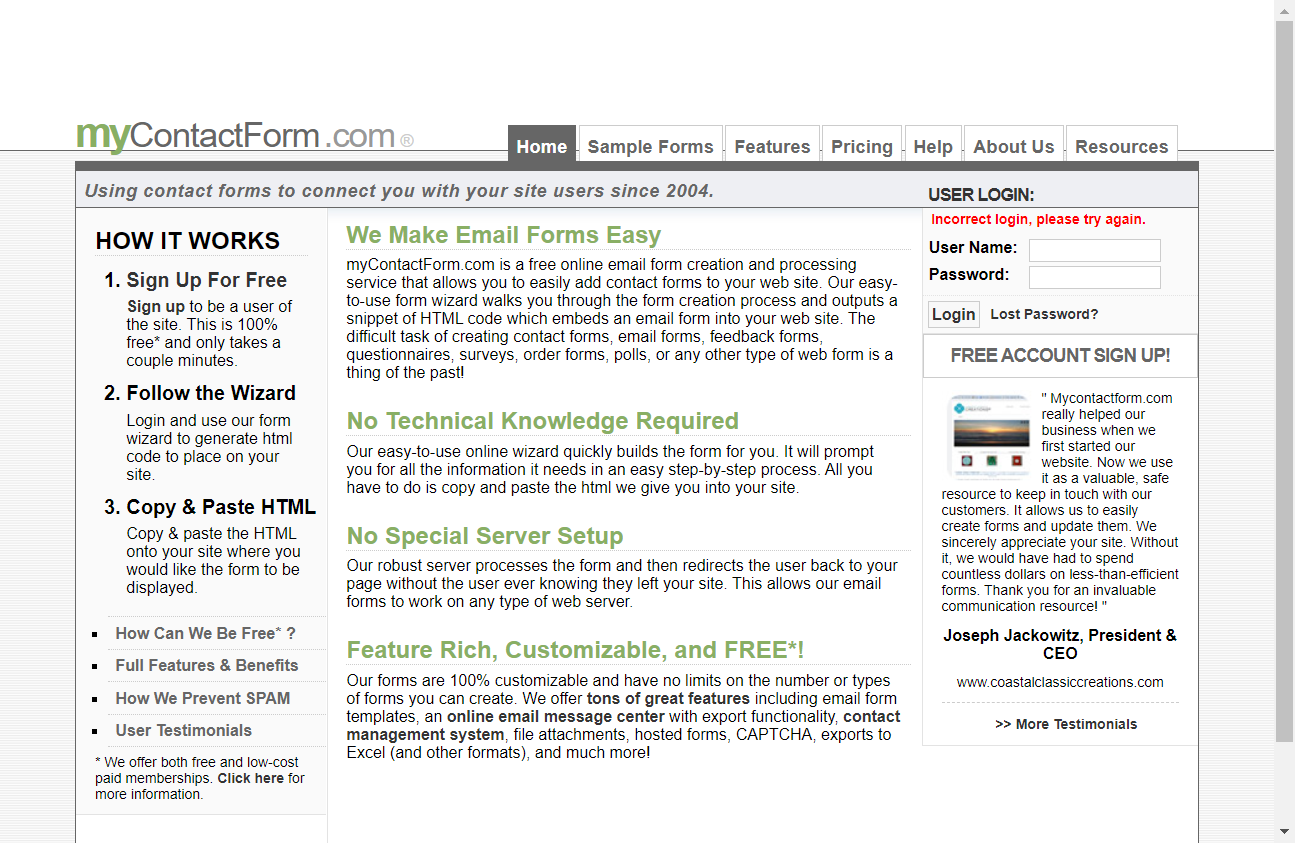 myContactForm.com®
Home
Sample Forms
Features
Pricing
Help
About Us
Resources
Using contact forms to connect you with your site users since 2004.
HOW IT WORKS
1. Sign Up For Free
Sign up to be a user of
the site. This is 100%
free* and only takes a
couple minutes.
2. Follow the Wizard
Login and use our form
wizard to generate html
code to place on your
site.
3. Copy & Paste HTML
Copy & paste the HTML
onto your site where you
would like the form to be
displayed.
How Can We Be Free* ?
Full Features & Benefits
How We Prevent SPAM
User Testimonials
* We offer both free and low-cost
paid memberships. Click here for
more information.
We Make Email Forms Easy
myContactForm.com is a free online email form creation and processing
service that allows you to easily add contact forms to your web site. Our easy-
to-use form wizard walks you through the form creation process and outputs a
snippet of HTML code which embeds an email form into your web site. The
difficult task of creating contact forms, email forms, feedback forms,
questionnaires, surveys, order forms, polls, or any other type of web form is a
thing of the past!
No Technical Knowledge Required
Our easy-to-use online wizard quickly builds the form for you. It will prompt
you for all the information it needs in an easy step-by-step process. All you
have to do is copy and paste the html we give you into your site.
No Special Server Setup
Our robust server processes the form and then redirects the user back to your
page without the user ever knowing they left your site. This allows our email
forms to work on any type of web server.
Feature Rich, Customizable, and FREE*!
Our forms are 100% customizable and have no limits on the number or types
of forms you can create. We offer tons of great features including email form
templates, an online email message center with export functionality, contact
management system, file attachments, hosted forms, CAPTCHA, exports to
Excel (and other formats), and much more!
USER LOGIN:
Incorrect login, please try again.
User Name:
Password:
Login
Lost Password?
FREE ACCOUNT SIGN UP!
" Mycontactform.com
really helped our
business when we
first started our
website. Now we use
it as a valuable, safe
resource to keep in touch with our
customers. It allows us to easily
create forms and update them. We
sincerely appreciate your site. Without
it, we would have had to spend
countless dollars on less-than-efficient
forms. Thank you for an invaluable
communication resource! "
Joseph Jackowitz, President &
CEO
www.coastalclassiccreations.com
>> More Testimonials